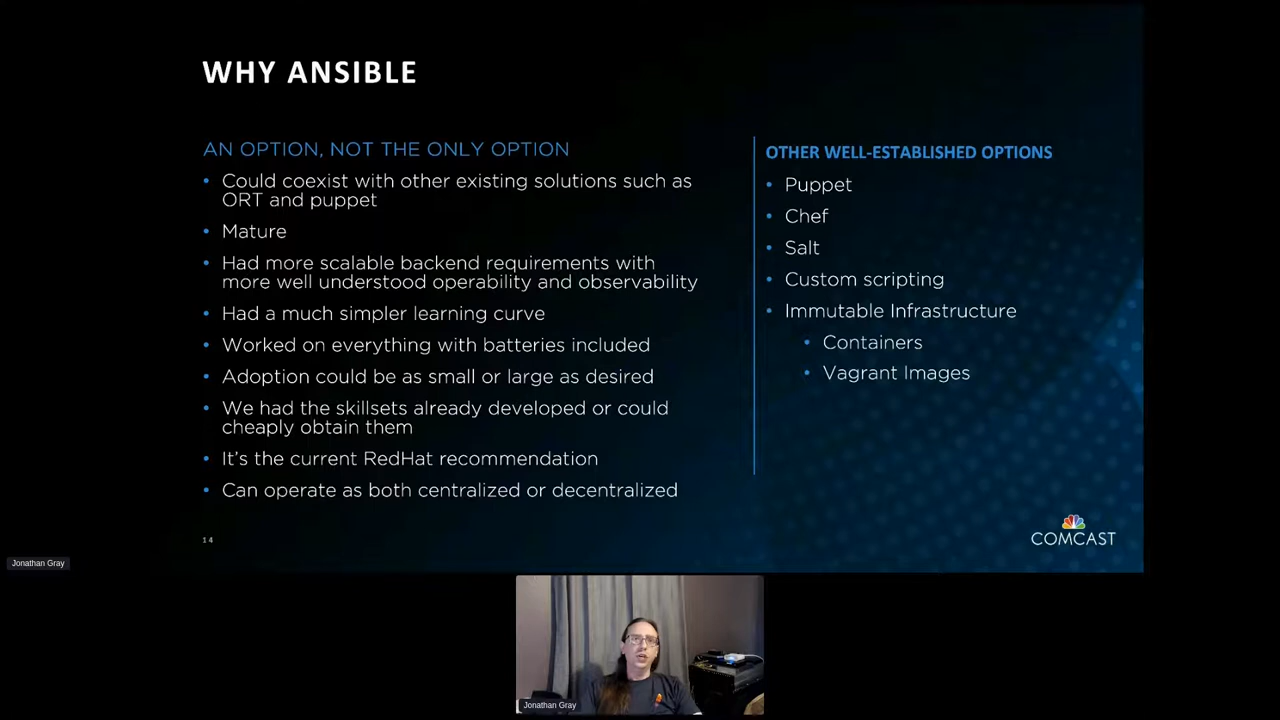 WHY ANSIBLE
AN OPTION, NOT THE ONLY OPTION
• Could coexist with other existing solutions such as
ORT and puppet
• Mature
• Had more scalable backend requirements with
more well understood operability and observability
• Had a much simpler learning curve
• Worked on everything with batteries included
• Adoption could be as small or large as desired
• We had the skillsets already developed or could
cheaply obtain them
• It's the current RedHat recommendation
• Can operate as both centralized or decentralized
OTHER WELL-ESTABLISHED OPTIONS
• Puppet
• Chef
• Salt
• Custom scripting
• Immutable Infrastructure
• Containers
• Vagrant Images
14
COMCAST
Jonathan Gray
Jonathan Gray